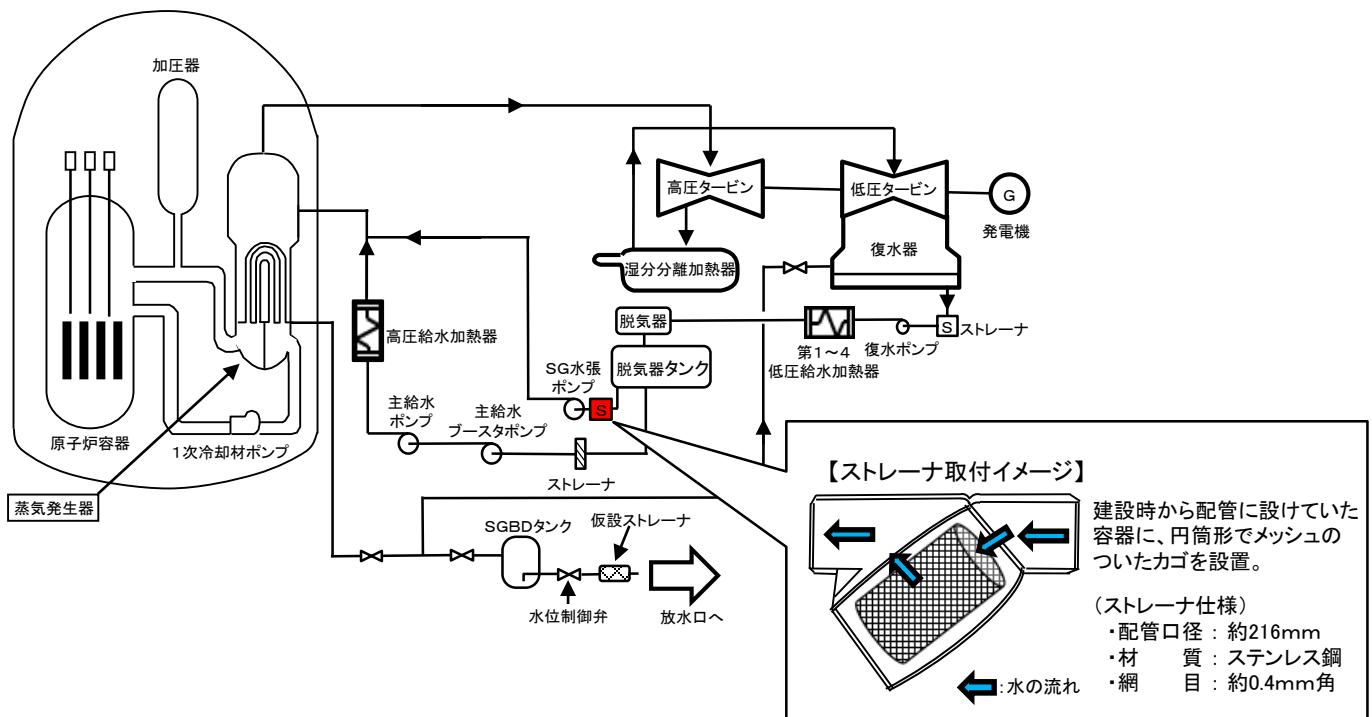 加圧器
高圧タービン
低圧タービン
G
発電機
湿分分離加熱器
復水器
高圧給水加熱器
脱気器
第1～4
低圧給水加熱器
復水ポンプ
S
ストレーナ
脱気器タンク
SG水張
ポンプ
S
主給水
ポンプ
主給水
ブースタポンプ
ストレーナ
原子炉容器
1次冷却材ポンプ
蒸気発生器
SGBDタンク
仮設ストレーナ
水位制御弁
放水口へ
【ストレーナ取付イメージ】
建設時から配管に設けていた
容器に、円筒形でメッシュの
ついたカゴを設置。
(ストレーナ仕様)
・配管口径 : 約216mm
・材　　質 : ステンレス鋼
・網　　目 : 約0.4mm角
:水の流れ